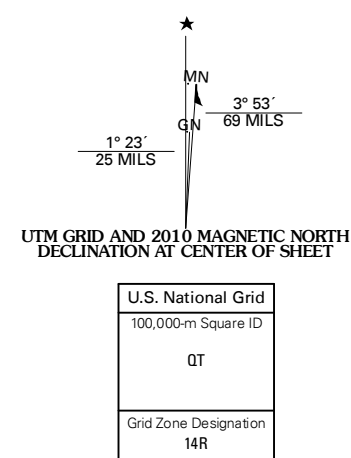 ★
MN
3° 53´
69 MILS
GN
1° 23´
25 MILS
UTM GRID AND 2010 MAGNETIC NORTH
DECLINATION AT CENTER OF SHEET
U.S. National Grid
100,000-m Square ID
QT
Grid Zone Designation
14R